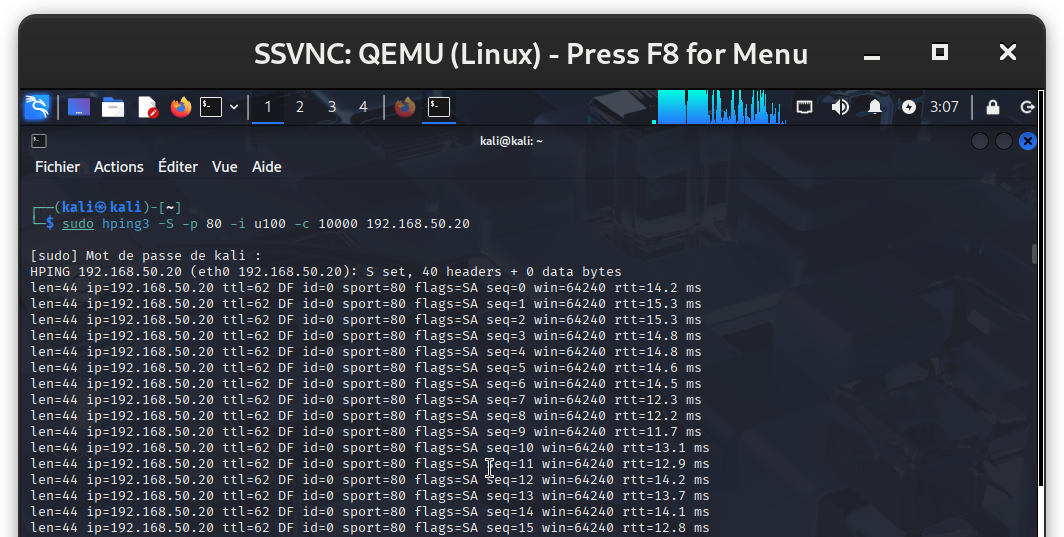 SSVNC: QEMU (Linux) - Press F8 for Menu
1 2 3 4 3:07
kali@kali: ~
Fichier Actions Éditer Vue Aide
┌──(kali㉿kali)-[~]
└─$ sudo hping3 -S -p 80 -i u100 -c 10000 192.168.50.20
[sudo] Mot de passe de kali :
HPING 192.168.50.20 (eth0 192.168.50.20): S set, 40 headers + 0 data bytes
len=44 ip=192.168.50.20 ttl=62 DF id=0 sport=80 flags=SA seq=0 win=64240 rtt=14.2 ms
len=44 ip=192.168.50.20 ttl=62 DF id=0 sport=80 flags=SA seq=1 win=64240 rtt=15.3 ms
len=44 ip=192.168.50.20 ttl=62 DF id=0 sport=80 flags=SA seq=2 win=64240 rtt=15.3 ms
len=44 ip=192.168.50.20 ttl=62 DF id=0 sport=80 flags=SA seq=3 win=64240 rtt=14.8 ms
len=44 ip=192.168.50.20 ttl=62 DF id=0 sport=80 flags=SA seq=4 win=64240 rtt=14.8 ms
len=44 ip=192.168.50.20 ttl=62 DF id=0 sport=80 flags=SA seq=5 win=64240 rtt=14.6 ms
len=44 ip=192.168.50.20 ttl=62 DF id=0 sport=80 flags=SA seq=6 win=64240 rtt=14.5 ms
len=44 ip=192.168.50.20 ttl=62 DF id=0 sport=80 flags=SA seq=7 win=64240 rtt=12.3 ms
len=44 ip=192.168.50.20 ttl=62 DF id=0 sport=80 flags=SA seq=8 win=64240 rtt=12.2 ms
len=44 ip=192.168.50.20 ttl=62 DF id=0 sport=80 flags=SA seq=9 win=64240 rtt=11.7 ms
len=44 ip=192.168.50.20 ttl=62 DF id=0 sport=80 flags=SA seq=10 win=64240 rtt=13.1 ms
len=44 ip=192.168.50.20 ttl=62 DF id=0 sport=80 flags=SA seq=11 win=64240 rtt=12.9 ms
len=44 ip=192.168.50.20 ttl=62 DF id=0 sport=80 flags=SA seq=12 win=64240 rtt=14.2 ms
len=44 ip=192.168.50.20 ttl=62 DF id=0 sport=80 flags=SA seq=13 win=64240 rtt=13.7 ms
len=44 ip=192.168.50.20 ttl=62 DF id=0 sport=80 flags=SA seq=14 win=64240 rtt=14.1 ms
len=44 ip=192.168.50.20 ttl=62 DF id=0 sport=80 flags=SA seq=15 win=64240 rtt=12.8 ms